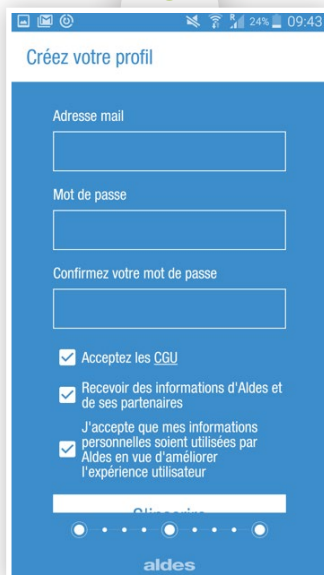 R 24% 09:43
Créez votre profil
Adresse mail
Mot de passe
Confirmez votre mot de passe
Acceptez les CGU
Recevoir des informations d'Aldes et
de ses partenaires
J'accepte que mes informations
personnelles soient utilisées par
Aldes en vue d'améliorer
l'expérience utilisateur
aldes